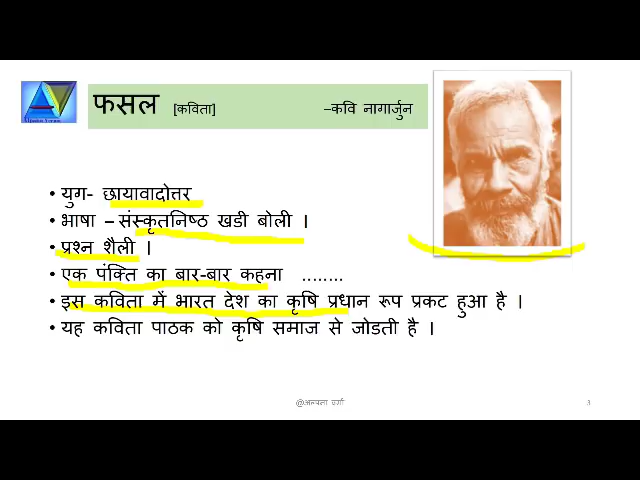 फसल [कविता] –कवि नागार्जुन
• युग- छायावादोत्तर
• भाषा – संस्कृतनिष्ठ खडी बोली ।
• प्रश्न शैली ।
• एक पंक्ति का बार-बार कहना ........
• इस कविता में भारत देश का कृषि प्रधान रूप प्रकट हुआ है ।
• यह कविता पाठक को कृषि समाज से जोडती है ।
3